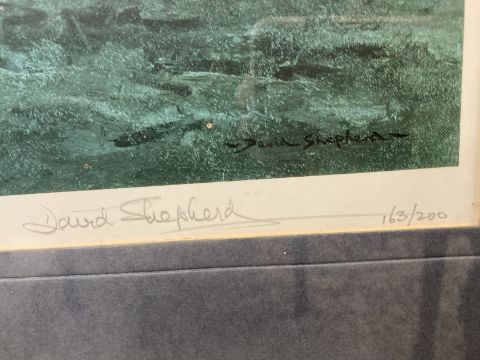 - David Shepherd -
David Shepherd 163/200